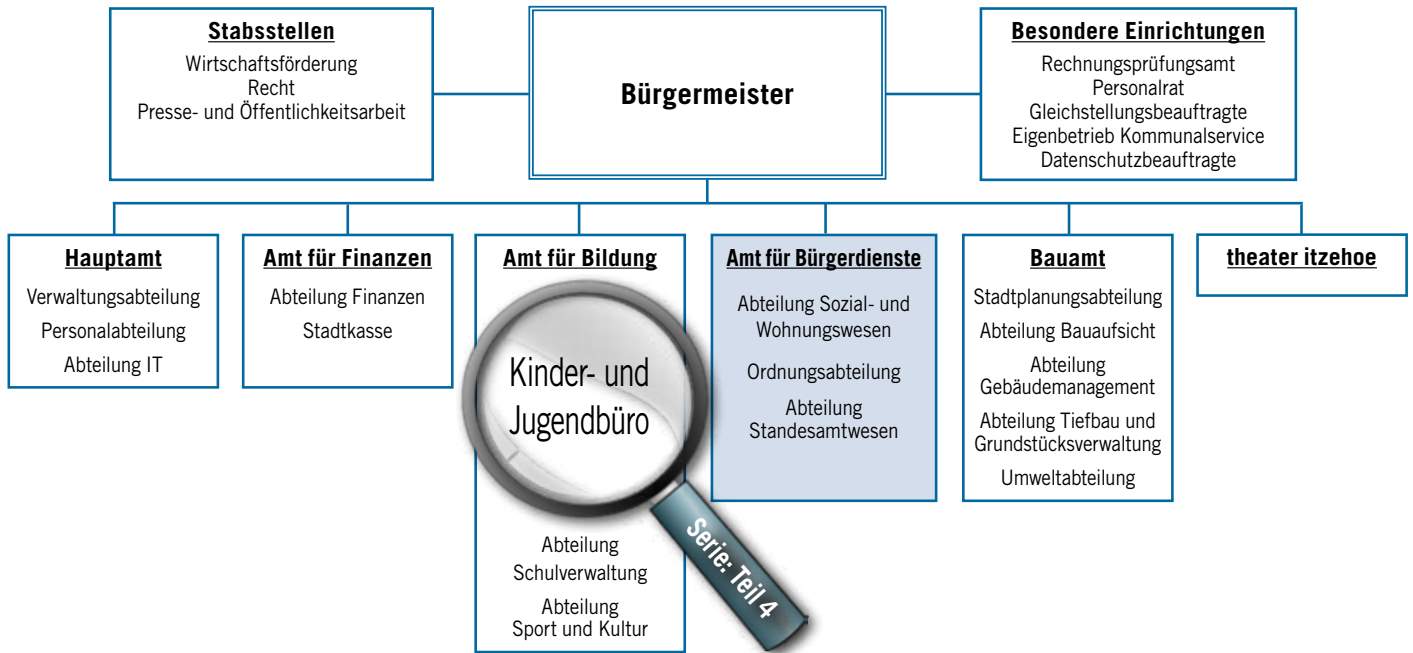 Stabsstellen
Wirtschaftsförderung
Recht
Presse- und Öffentlichkeitsarbeit
Bürgermeister
Besondere Einrichtungen
Rechnungsprüfungsamt
Personalrat
Gleichstellungsbeauftragte
Eigenbetrieb Kommunalservice
Datenschutzbeauftragte
Hauptamt
Verwaltungsabteilung
Personalabteilung
Abteilung IT
Amt für Finanzen
Abteilung Finanzen
Stadtkasse
Amt für Bildung
Kinder- und
Jugendbüro
Abteilung
Schulverwaltung
Abteilung
Sport und Kultur
Serie: Teil 4
Amt für Bürgerdienste
Abteilung Sozial- und
Wohnungswesen
Ordnungsabteilung
Abteilung
Standesamtwesen
Bauamt
Stadtplanungsabteilung
Abteilung Bauaufsicht
Abteilung
Gebäudemanagement
Abteilung Tiefbau und
Grundstücksverwaltung
Umweltabteilung
theater itzehoe